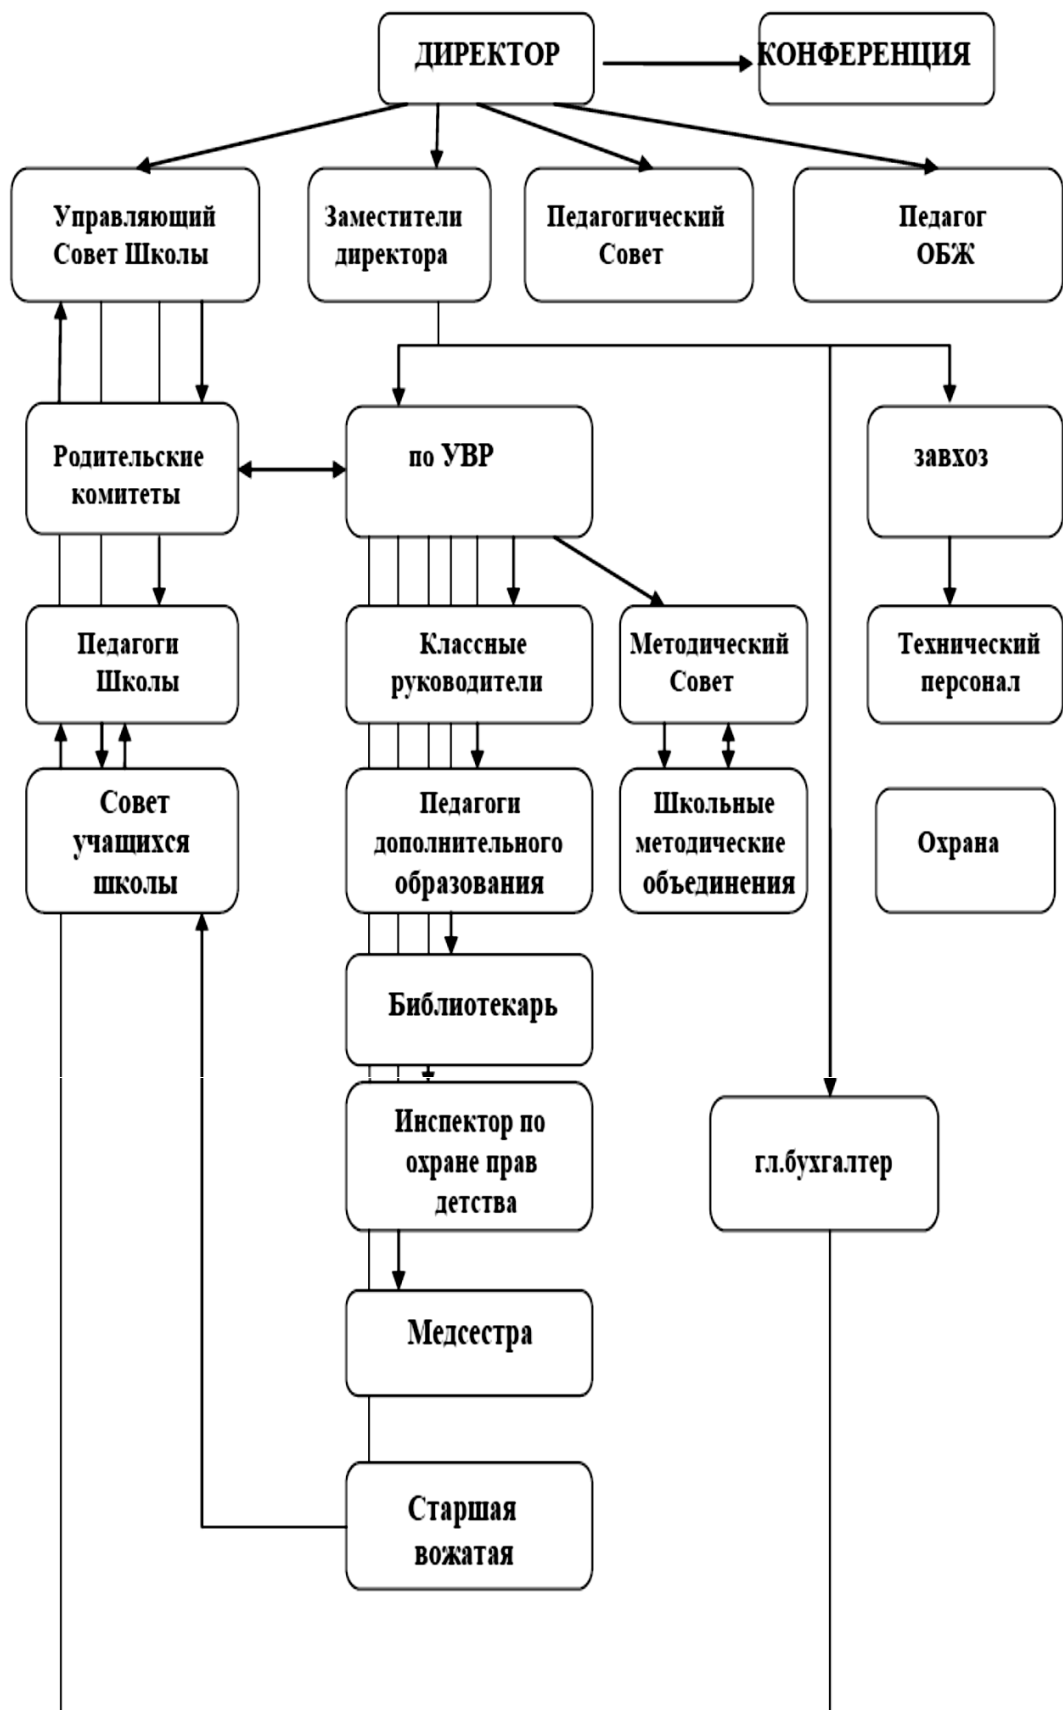 ДИРЕКТОР
КОНФЕРЕНЦИЯ
Управляющий
Совет Школы
Заместители
директора
Педагогический
Совет
Педагог
ОБЖ
Родительские
комитеты
по УВР
завхоз
Педагоги
Школы
Классные
руководители
Методический
Совет
Технический
персонал
Совет
учащихся
школы
Педагоги
дополнительного
образования
Школьные
методические
объединения
Охрана
Библиотекарь
Инспектор по
охране прав
детства
гл.бухгалтер
Медсестра
Старшая
вожатая